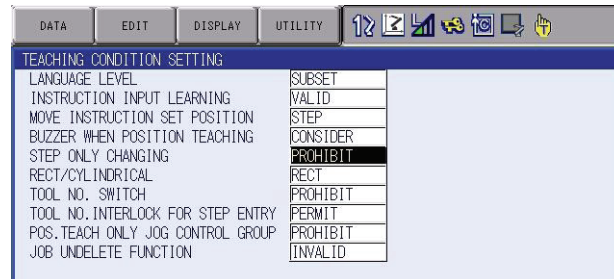 DATA EDIT DISPLAY UTILITY
TEACHING CONDITION SETTING
LANGUAGE LEVEL SUBSET
INSTRUCTION INPUT LEARNING VALID
MOVE INSTRUCTION SET POSITION STEP
BUZZER WHEN POSITION TEACHING CONSIDER
STEP ONLY CHANGING PROHIBIT
RECT/CYLINDRICAL RECT
TOOL NO. SWITCH PROHIBIT
TOOL NO.INTERLOCK FOR STEP ENTRY PERMIT
POS.TEACH ONLY JOG CONTROL GROUP PROHIBIT
JOB UNDELETE FUNCTION INVALID